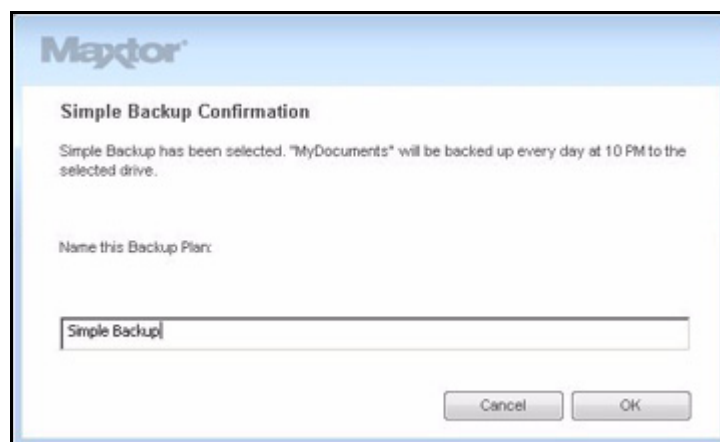 Maxtor
Simple Backup Confirmation
Simple Backup has been selected. "MyDocuments" will be backed up every day at 10 PM to the
selected drive.
Name this Backup Plan:
Simple Backup
Cancel OK